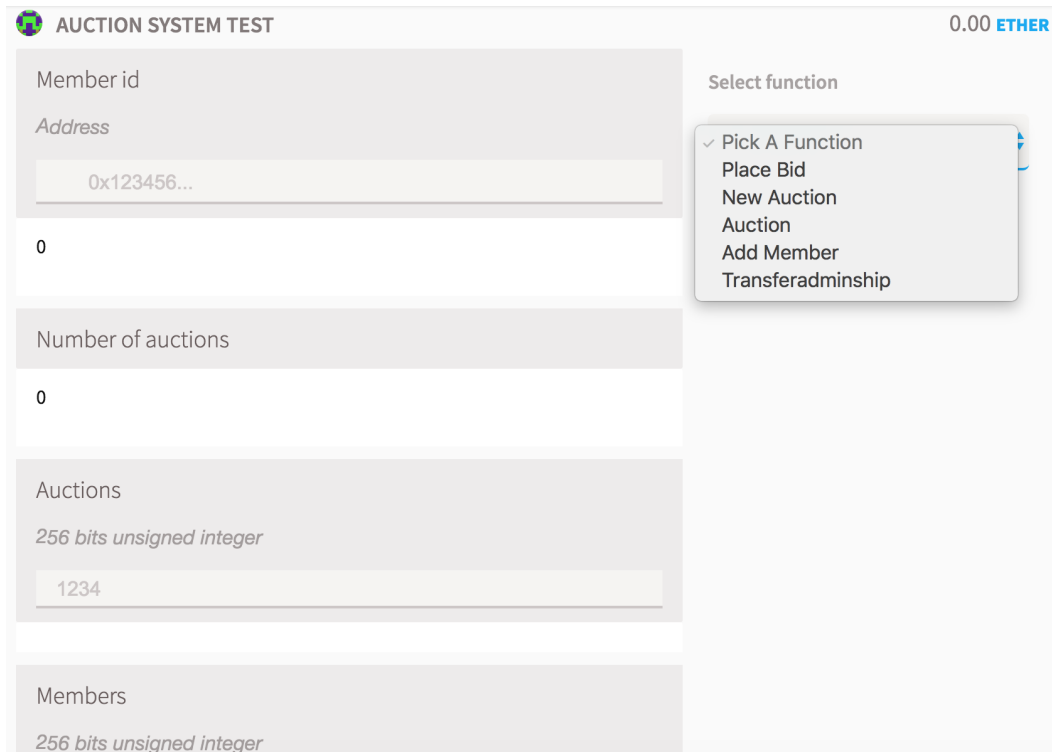 AUCTION SYSTEM TEST
0.00 ETHER
Member id
Address
0x123456...
0
Number of auctions
0
Auctions
256 bits unsigned integer
1234
Members
256 bits unsigned integer
Select function
Pick A Function
Place Bid
New Auction
Auction
Add Member
Transferadminship